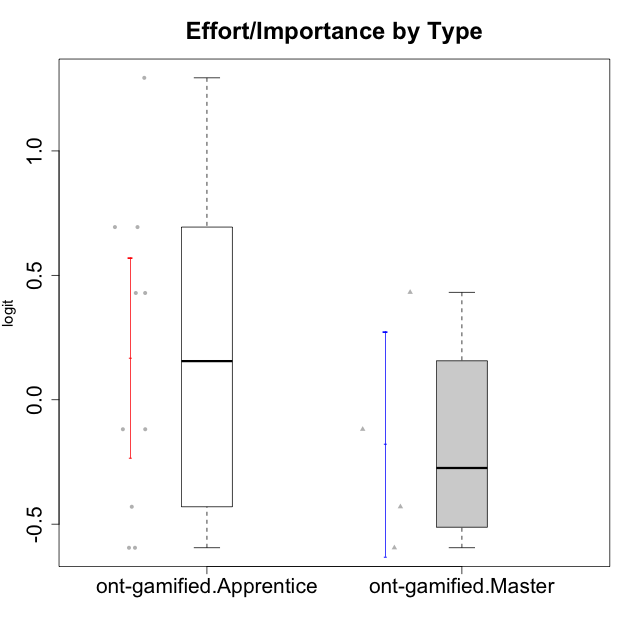 Effort/Importance by Type
logit
1.0
0.5
0.0
-0.5
ont-gamified.Apprentice
ont-gamified.Master